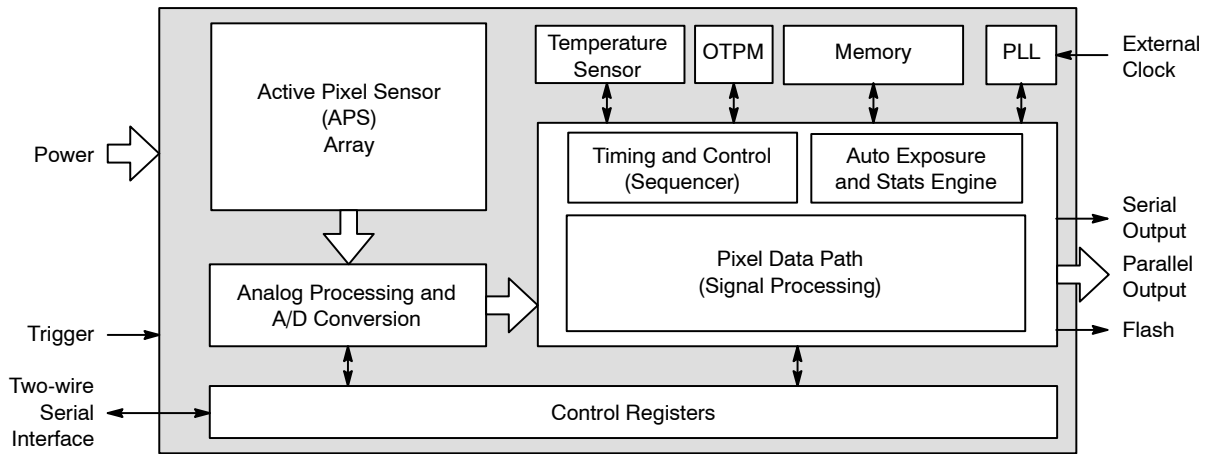 Active Pixel Sensor
(APS)
Array
Temperature
Sensor
OTPM
Memory
PLL
External
Clock
Power
Timing and Control
(Sequencer)
Auto Exposure
and Stats Engine
Serial
Output
Pixel Data Path
(Signal Processing)
Parallel
Output
Analog Processing and
A/D Conversion
Trigger
Flash
Two-wire
Serial
Interface
Control Registers